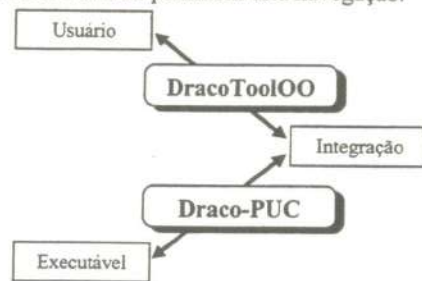 Usuário
DracoToolOO
Integração
Draco-PUC
Executável